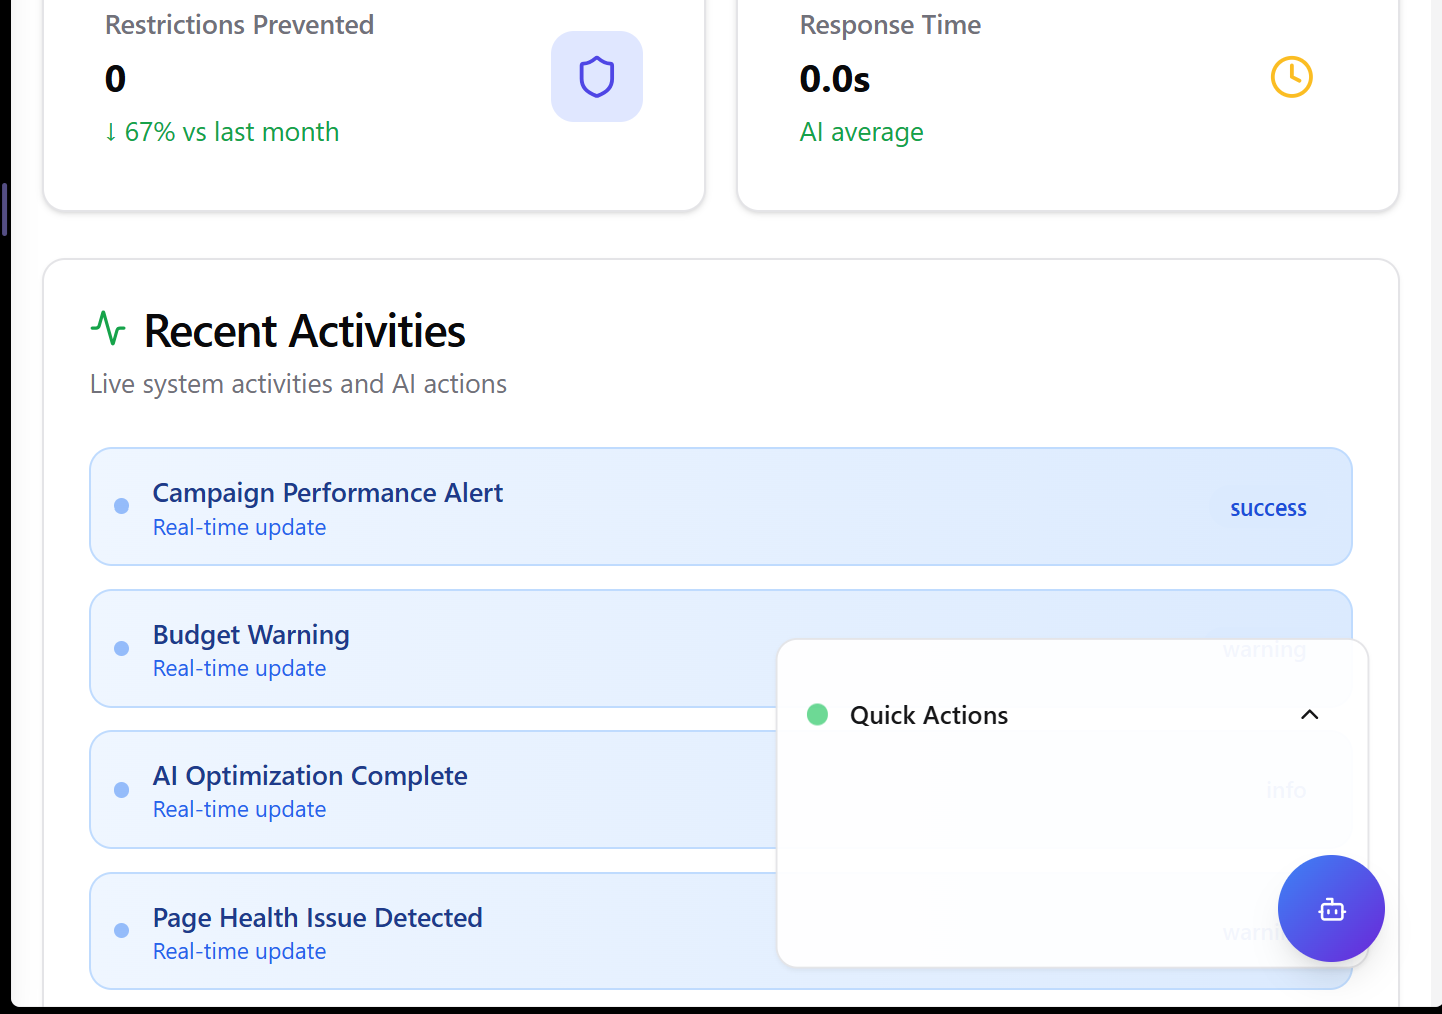 Restrictions Prevented
0
↓ 67% vs last month
Response Time
0.0s
AI average
Recent Activities
Live system activities and AI actions
Campaign Performance Alert
Real-time update
success
Budget Warning
Real-time update
warning
Quick Actions
AI Optimization Complete
Real-time update
info
Page Health Issue Detected
Real-time update